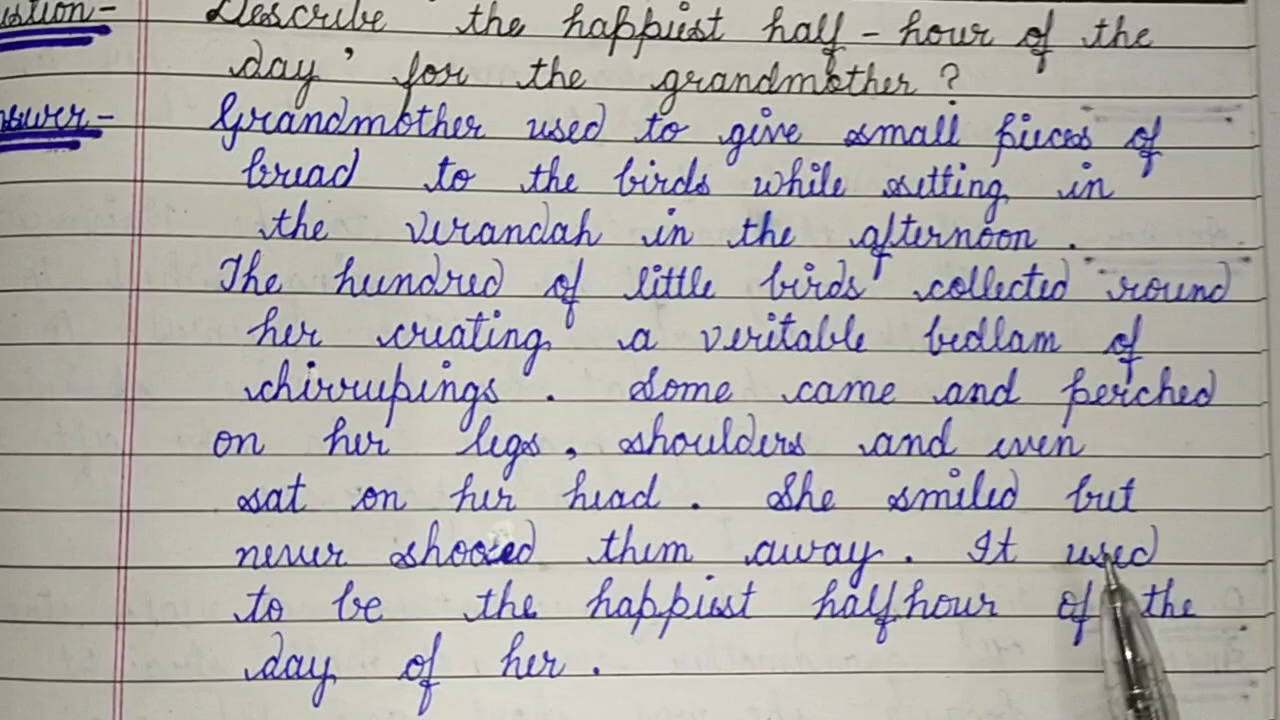 Question- Describe the happiest half-hour of the
day' for the grandmother?
Answer- Grandmother used to give small pieces of
bread to the birds while setting in
the verandah in the afternoon.
The hundred of little birds collected round
her creating a veritable bedlam of
chirrupings. Some came and perched
on her legs, shoulders and even
sat on her head. She smiled but
never shooed them away. It used
to be the happiest halfhour of the
day of her.